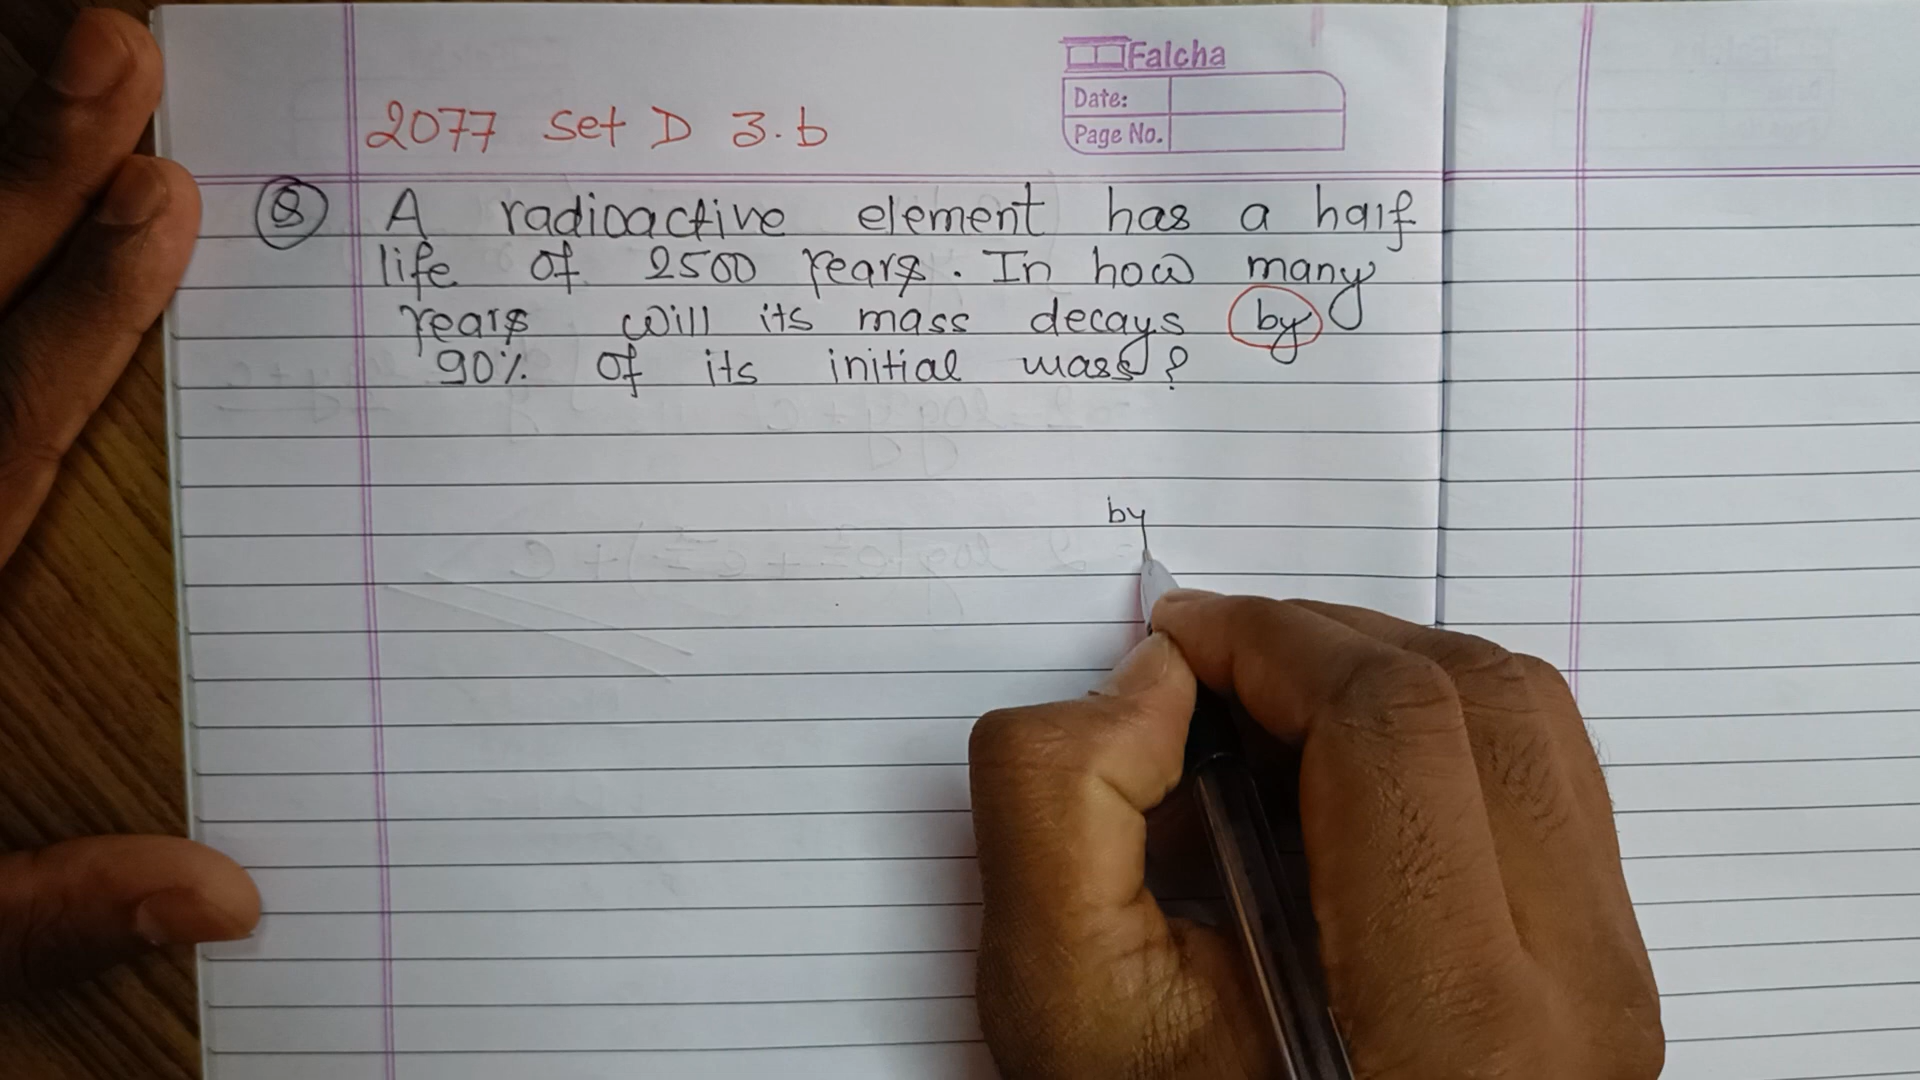 Falcha
Date:
Page No.
2077 Set D 3.b
Q A radioactive element has a half
life of 2500 years. In how many
years will its mass decays by
90% of its initial mass?
by